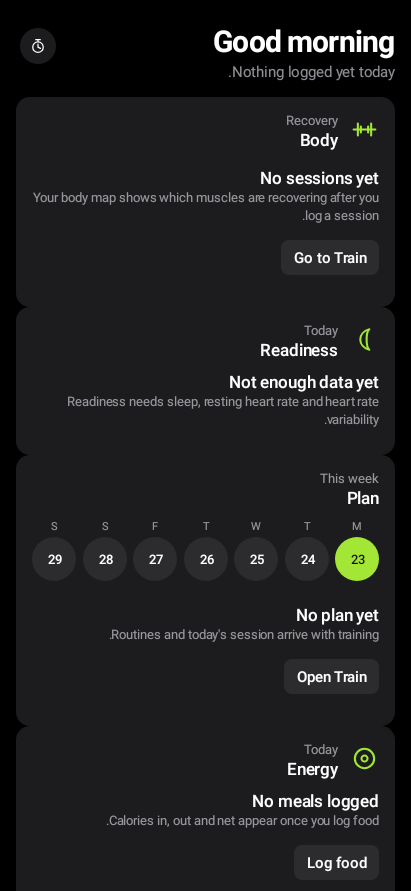 Good morning
Nothing logged yet today.
Recovery
Body
No sessions yet
Your body map shows which muscles are recovering after you
log a session.
Go to Train
Today
Readiness
Not enough data yet
Readiness needs sleep, resting heart rate and heart rate
variability.
This week
Plan
M T W T F S S
23 24 25 26 27 28 29
No plan yet
Routines and today's session arrive with training.
Open Train
Today
Energy
No meals logged
Calories in, out and net appear once you log food.
Log food